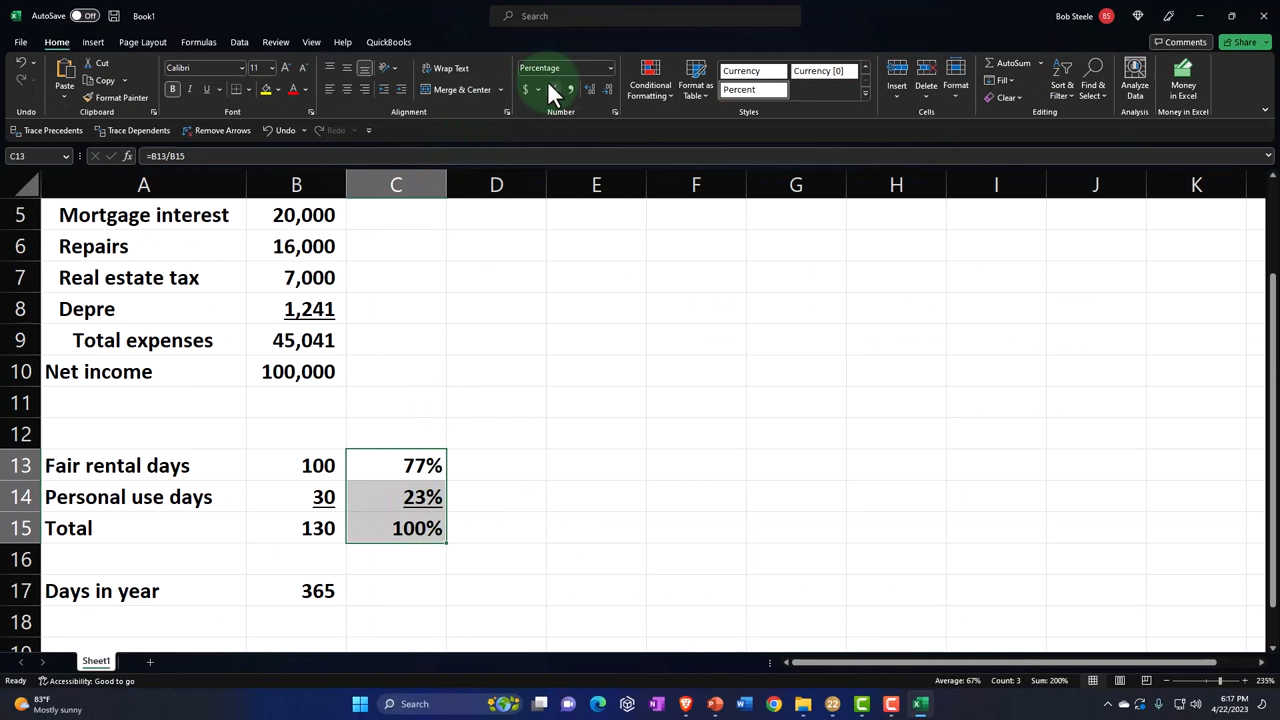 AutoSave Off Book1 Search Bob Steele BS
File Home Insert Page Layout Formulas Data Review View Help QuickBooks Comments Share
Cut Calibri 11 Wrap Text Percentage Currency Currency [0] AutoSum
Copy Fill
Paste Format Painter B I U A Merge & Center $ Conditional Formatting Format as Table Percent Insert Delete Format Clear Sort & Filter Find & Select Analyze Data Money in Excel
Undo Clipboard Font Alignment Number Styles Cells Editing Analysis Money in Excel
Trace Precedents Trace Dependents Remove Arrows Undo Redo
C13 fx =B13/B15
A B C D E F G H I J K
5 Mortgage interest 20,000
6 Repairs 16,000
7 Real estate tax 7,000
8 Depre 1,241
9 Total expenses 45,041
10 Net income 100,000
11
12
13 Fair rental days 100 77%
14 Personal use days 30 23%
15 Total 130 100%
16
17 Days in year 365
18
19
Sheet1
Ready Accessibility: Good to go Average: 67% Count: 3 Sum: 200% 235%
83°F
Mostly sunny
Search
22
6:17 PM
4/22/2023